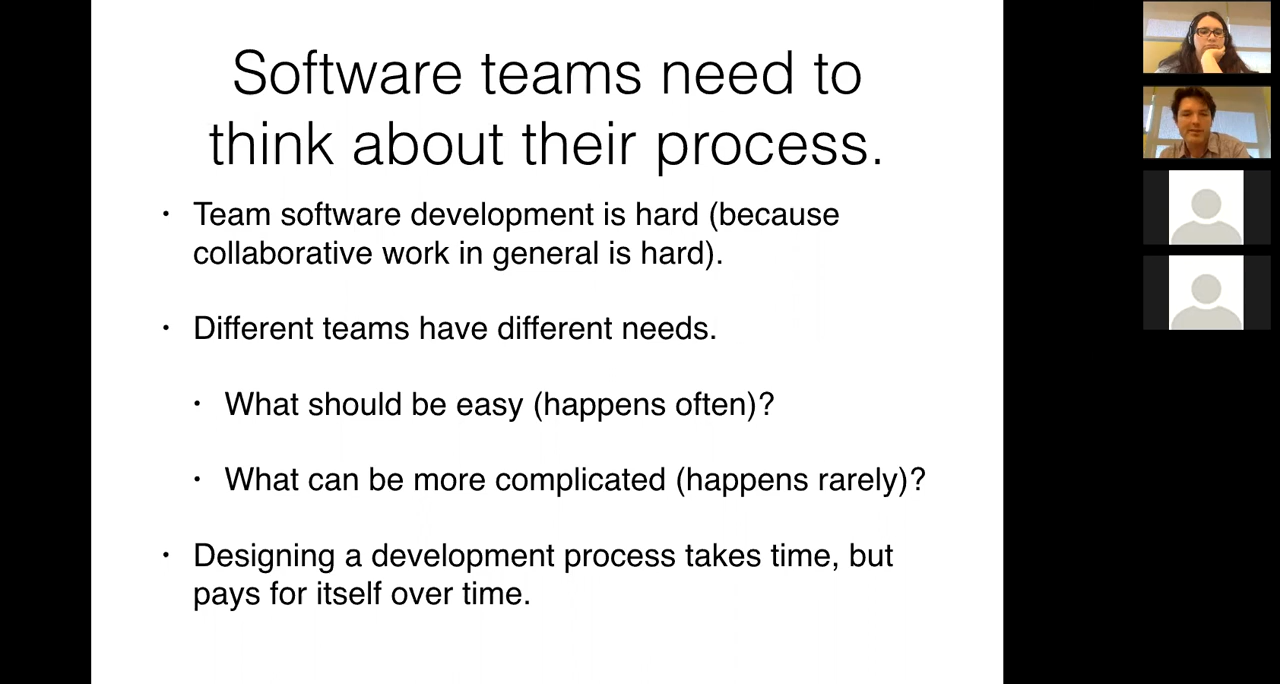 Software teams need to
think about their process.
• Team software development is hard (because
collaborative work in general is hard).
• Different teams have different needs.
• What should be easy (happens often)?
• What can be more complicated (happens rarely)?
• Designing a development process takes time, but
pays for itself over time.